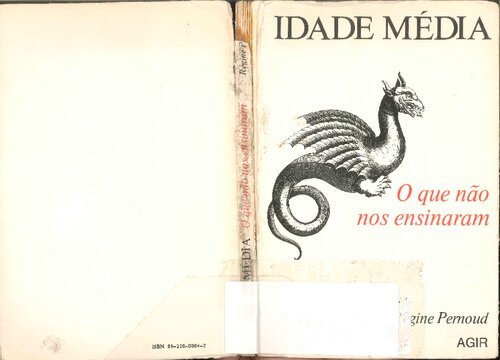 IDADE MÉDIA
O que não
nos ensinaram
gine Pernoud
AGIR
MÉDIA O que não nos ensinaram Régine P
ISBN 85-220-0004-2